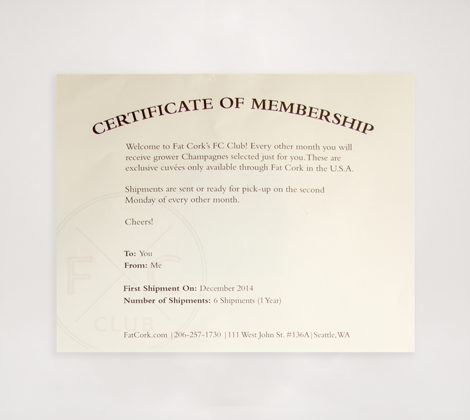 CERTIFICATE OF MEMBERSHIP
Welcome to Fat Cork's FC Club! Every other month you will
receive grower Champagnes selected just for you. These are
exclusive cuvées only available through Fat Cork in the U.S.A.
Shipments are sent or ready for pick-up on the second
Monday of every other month.
Cheers!
To: You
From: Me
F C
CLUB
First Shipment On: December 2014
Number of Shipments: 6 Shipments (1 Year)
FatCork.com | 206-257-1730 | 111 West John St. #136A | Seattle, WA